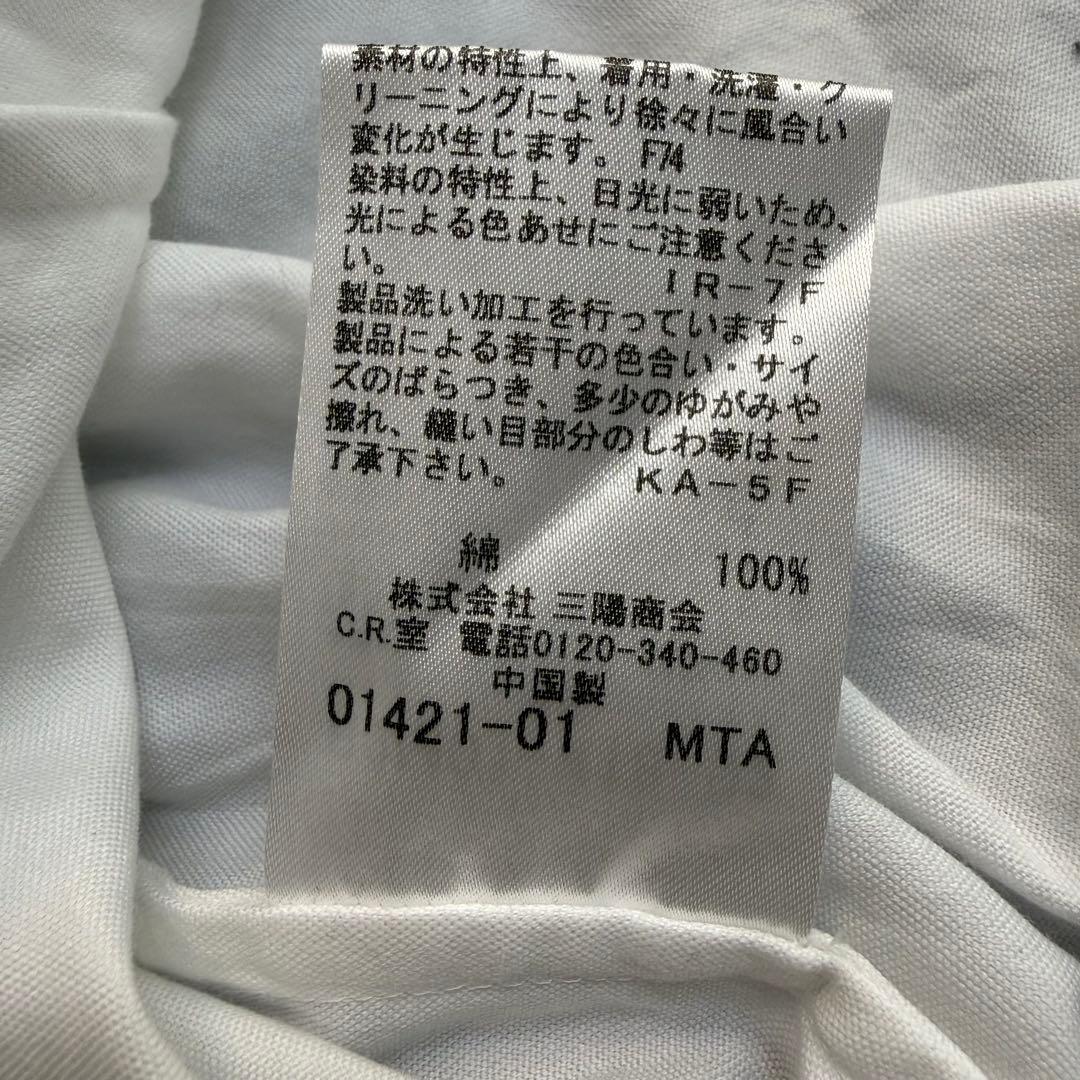 素材の特性上、着用・洗濯・ク
リーニングにより徐々に風合い
変化が生じます。 F74
染料の特性上、日光に弱いため、
光による色あせにご注意くださ
い。 IR-7F
製品洗い加工を行っています。
製品による若干の色合い・サイ
ズのばらつき、多少のゆがみや
擦れ、縫い目部分のしわ等はご
了承下さい。 KA-5F
綿 100%
株式会社 三陽商会
C.R.室 電話0120-340-460
中国製
01421-01 MTA